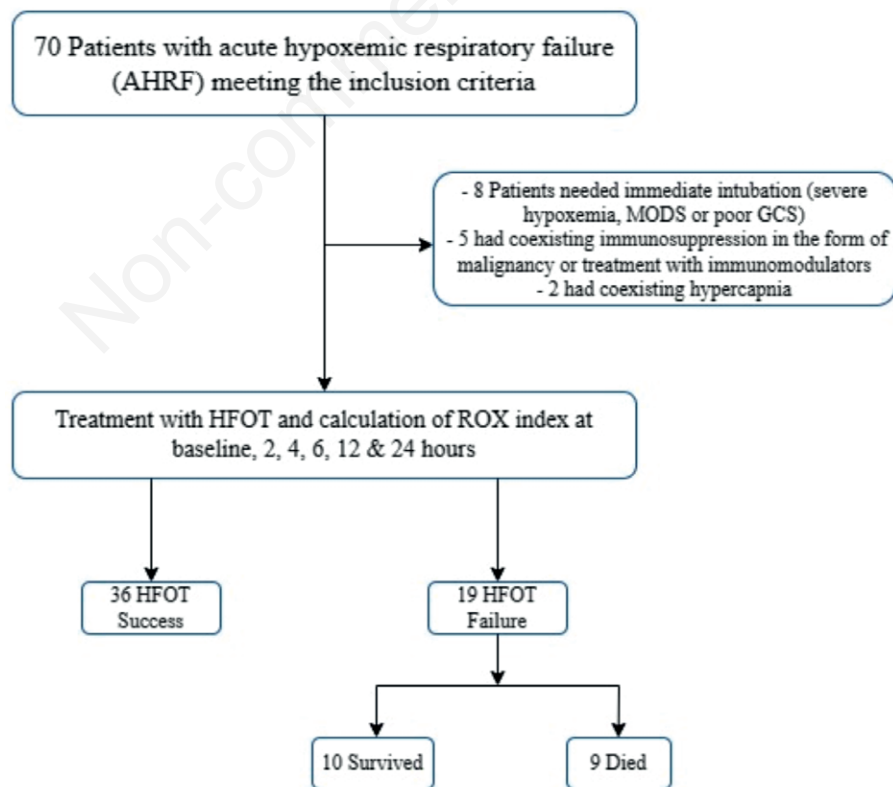 70 Patients with acute hypoxemic respiratory failure
(AHRF) meeting the inclusion criteria
- 8 Patients needed immediate intubation (severe
hypoxemia, MODS or poor GCS)
- 5 had coexisting immunosuppression in the form of
malignancy or treatment with immunomodulators
- 2 had coexisting hypercapnia
Treatment with HFOT and calculation of ROX index at
baseline, 2, 4, 6, 12 & 24 hours
36 HFOT
Success
19 HFOT
Failure
10 Survived
9 Died
Non-comme